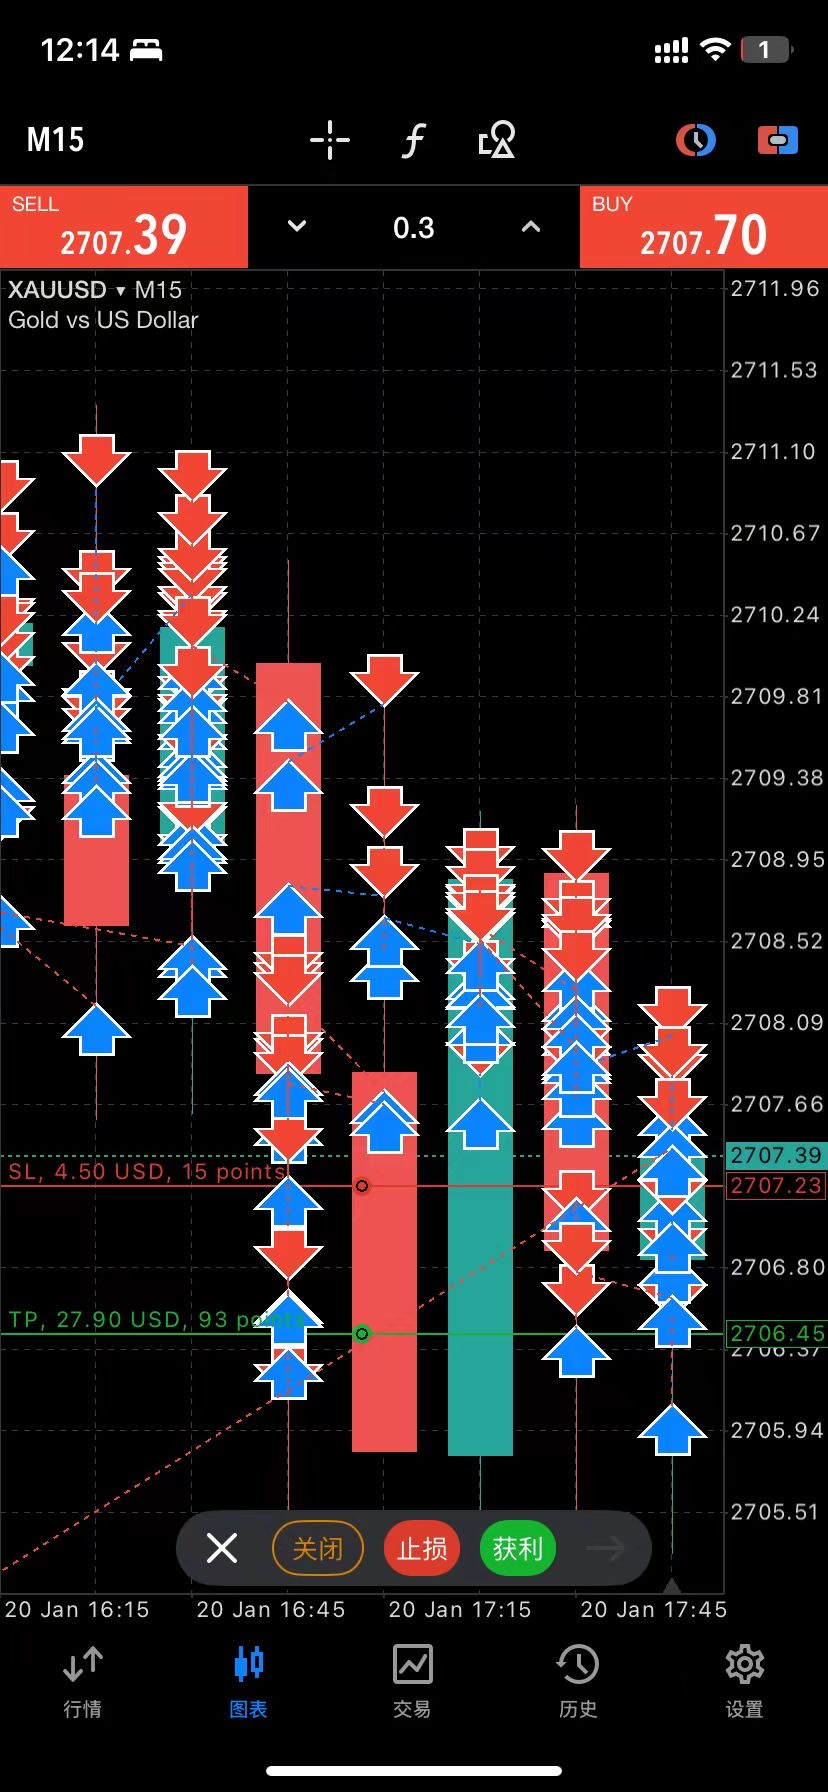 12:14
1
M15
SELL
2707.39
0.3
BUY
2707.70
XAUUSD ▾ M15
Gold vs US Dollar
2711.96
2711.53
2711.10
2710.67
2710.24
2709.81
2709.38
2708.95
2708.52
2708.09
2707.66
2707.39
SL, 4.50 USD, 15 points
2707.23
2706.80
TP, 27.90 USD, 93 points
2706.45
2706.37
2705.94
2705.51
关闭
止损
获利
20 Jan 16:15
20 Jan 16:45
20 Jan 17:15
20 Jan 17:45
行情
图表
交易
历史
设置